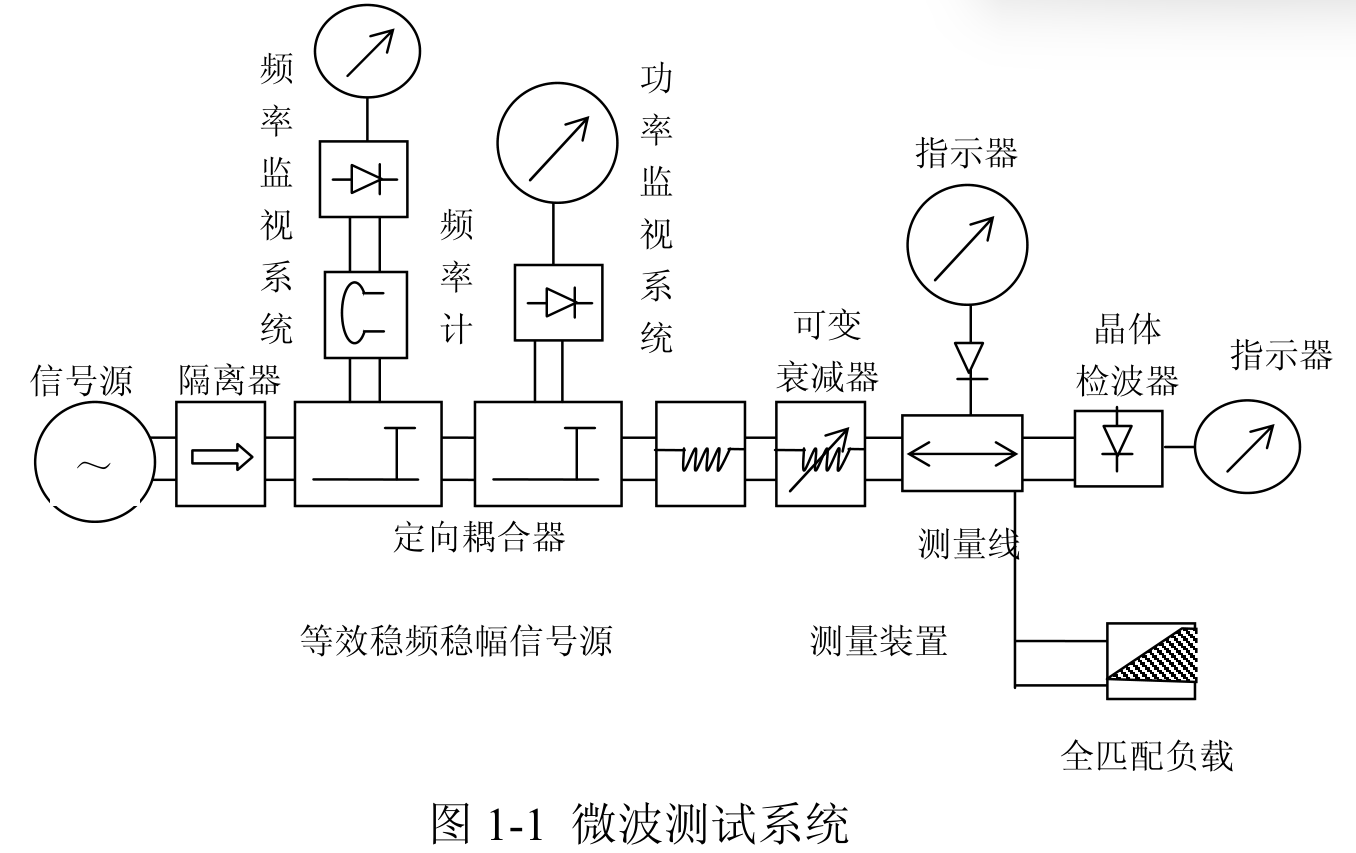 频率监视系统
频率计
功率监视系统
指示器
信号源
隔离器
可变
衰减器
晶体
检波器
指示器
~
定向耦合器
测量线
等效稳频稳幅信号源
测量装置
全匹配负载
图 1-1 微波测试系统